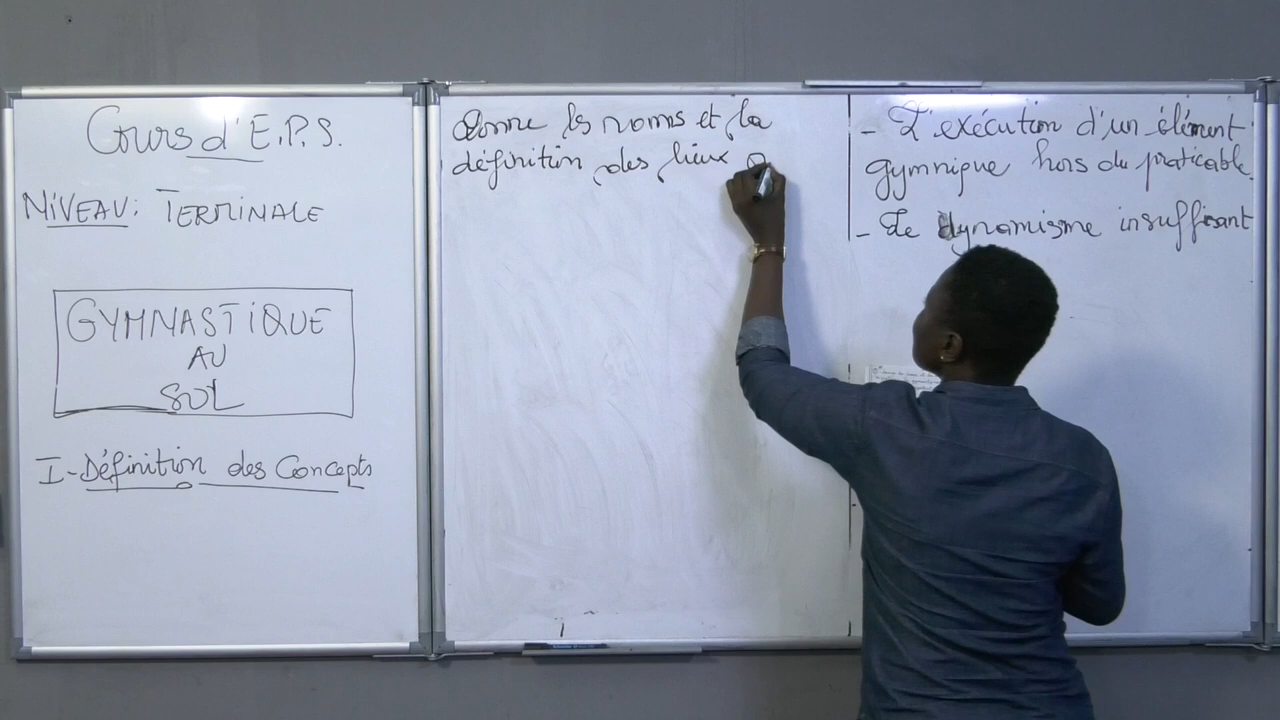 Cours d'E.P.S.
NIVEAU: TERMINALE
GYMNASTIQUE
AU
SOL
I-Définition des Concepts
Donne les noms et la
définition des lieux
- L'exécution d'un élément
gymnique hors du praticable.
- Le dynamisme insuffisant